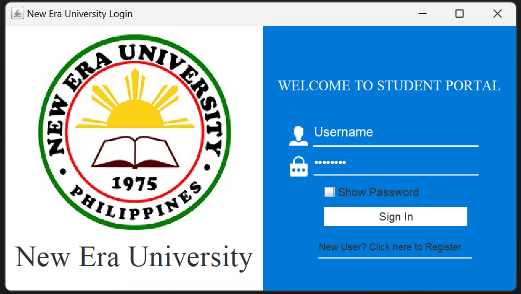 New Era University Login
NEW ERA UNIVERSITY
1975
• PHILIPPINES •
New Era University
WELCOME TO STUDENT PORTAL
Username
••••••••
Show Password
Sign In
New User? Click here to Register